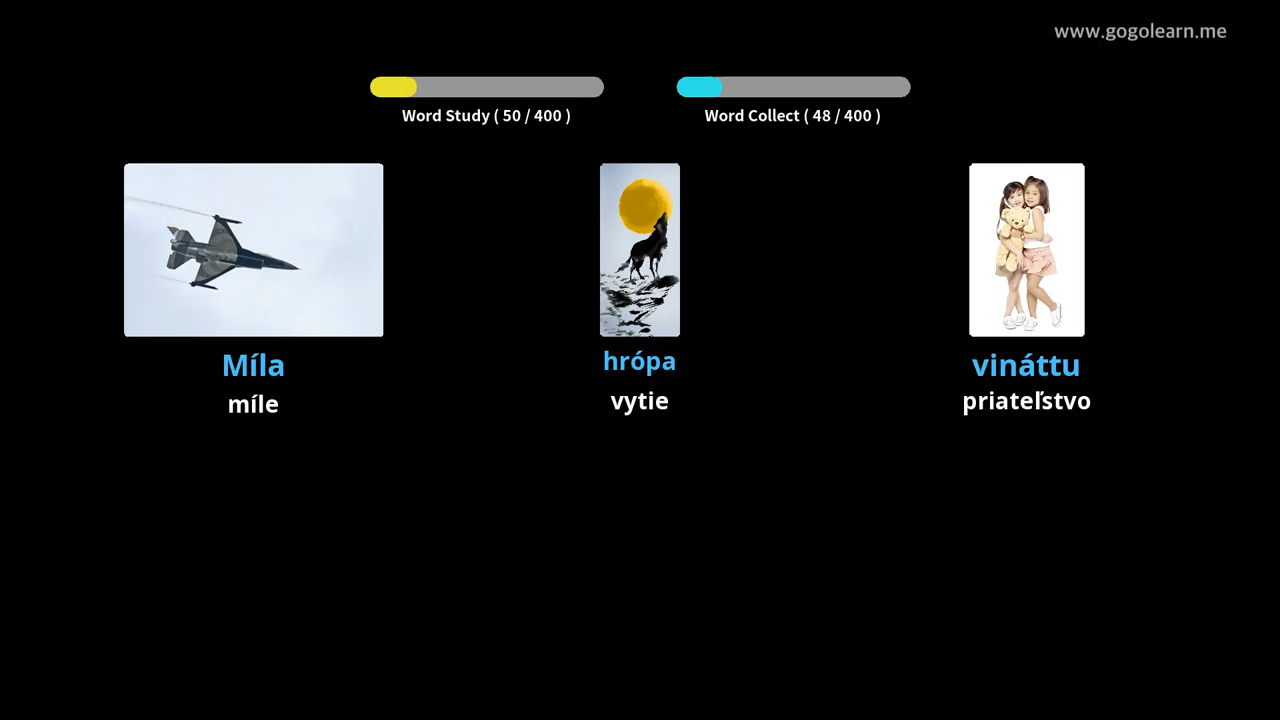 www.gogolearn.me
Word Study ( 50 / 400 )
Word Collect ( 48 / 400 )
Míla
míle
hrópa
vytie
vináttu
priateľstvo